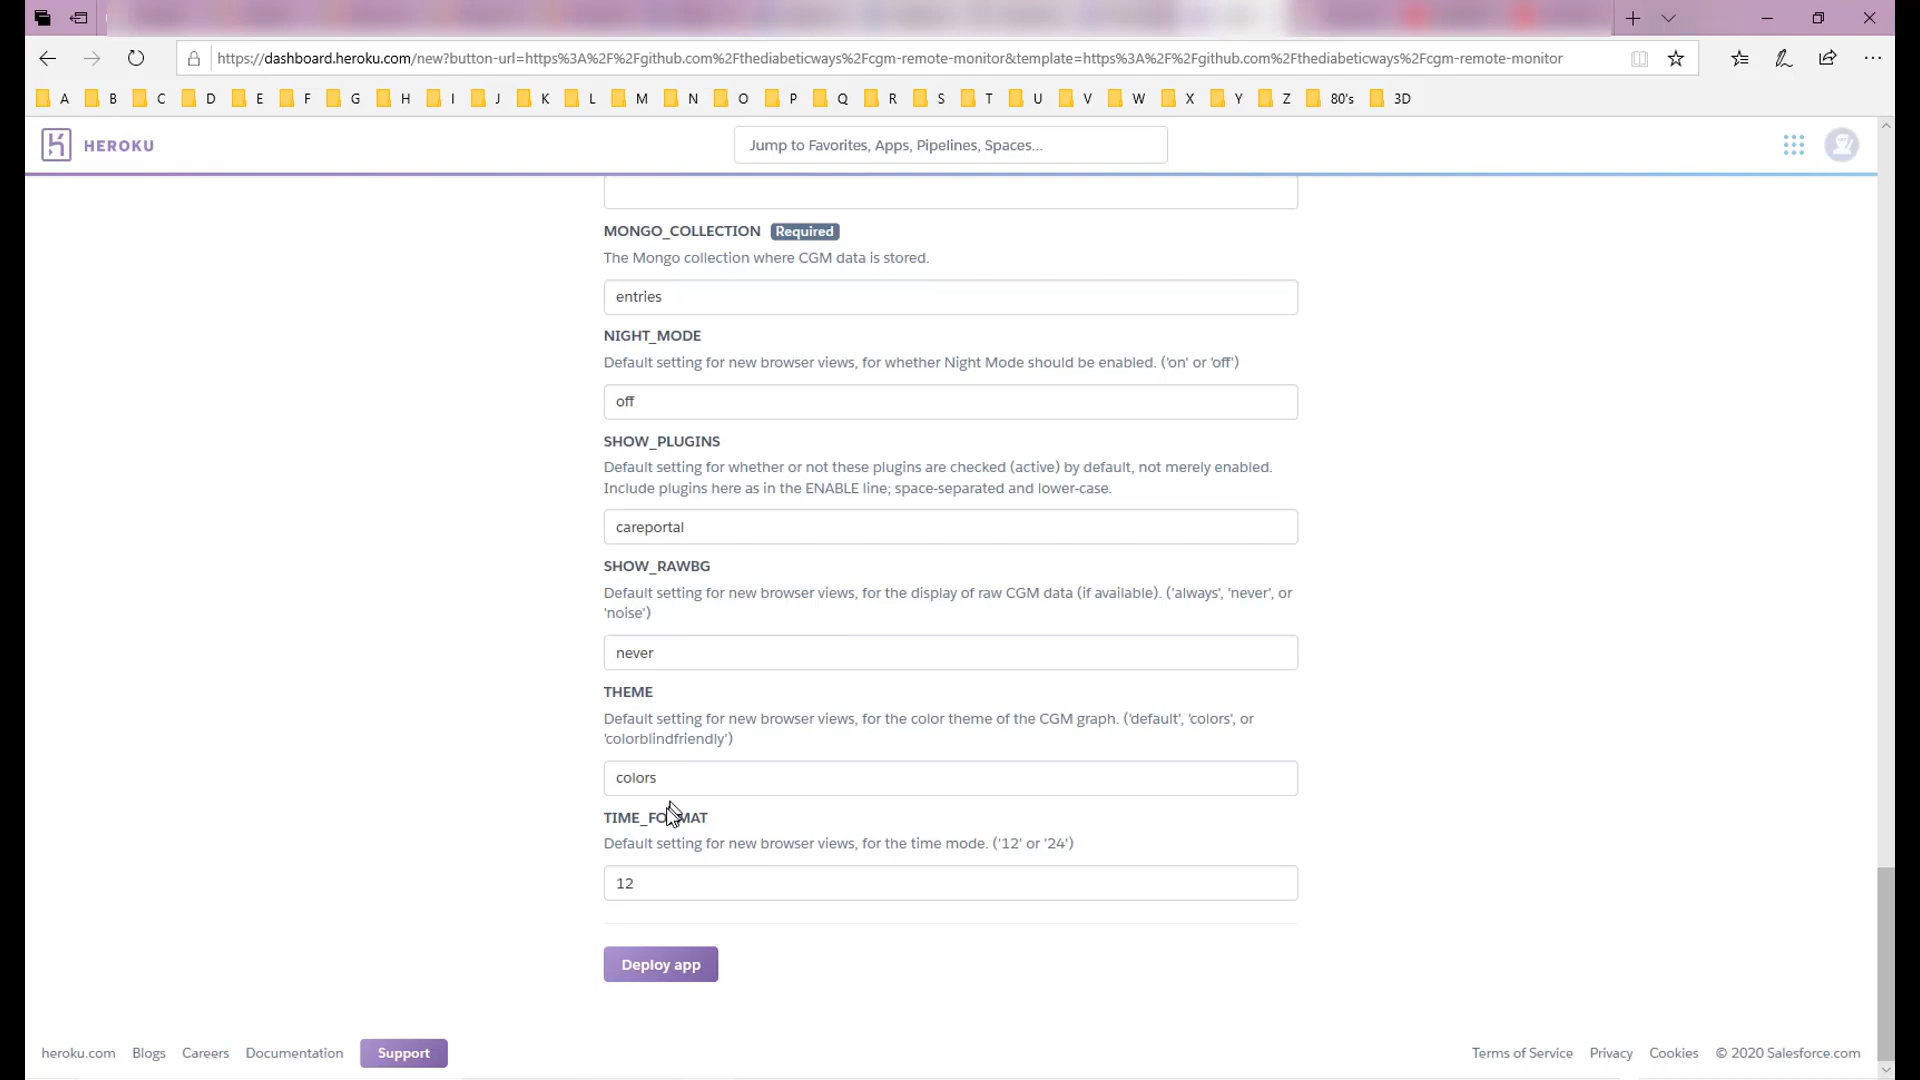 https://dashboard.heroku.com/new?button-url=https%3A%2F%2Fgithub.com%2Fthediabeticways%2Fcgm-remote-monitor&template=https%3A%2F%2Fgithub.com%2Fthediabeticways%2Fcgm-remote-monitor
A B C D E F G H I J K L M N O P Q R S T U V W X Y Z 80's 3D
HEROKU
Jump to Favorites, Apps, Pipelines, Spaces...
MONGO_COLLECTION Required
The Mongo collection where CGM data is stored.
entries
NIGHT_MODE
Default setting for new browser views, for whether Night Mode should be enabled. ('on' or 'off')
off
SHOW_PLUGINS
Default setting for whether or not these plugins are checked (active) by default, not merely enabled.
Include plugins here as in the ENABLE line; space-separated and lower-case.
careportal
SHOW_RAWBG
Default setting for new browser views, for the display of raw CGM data (if available). ('always', 'never', or
'noise')
never
THEME
Default setting for new browser views, for the color theme of the CGM graph. ('default', 'colors', or
'colorblindfriendly')
colors
TIME_FORMAT
Default setting for new browser views, for the time mode. ('12' or '24')
12
Deploy app
heroku.com Blogs Careers Documentation Support
Terms of Service Privacy Cookies © 2020 Salesforce.com